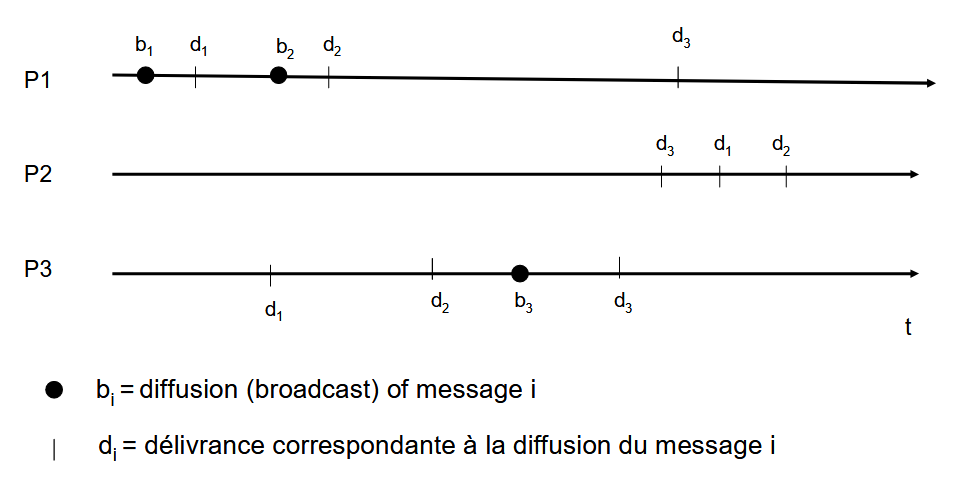 b1 d1 b2 d2 d3
P1
d3 d1 d2
P2
P3
d1 d2 b3 d3
t
bi = diffusion (broadcast) of message i
di = délivrance correspondante à la diffusion du message i